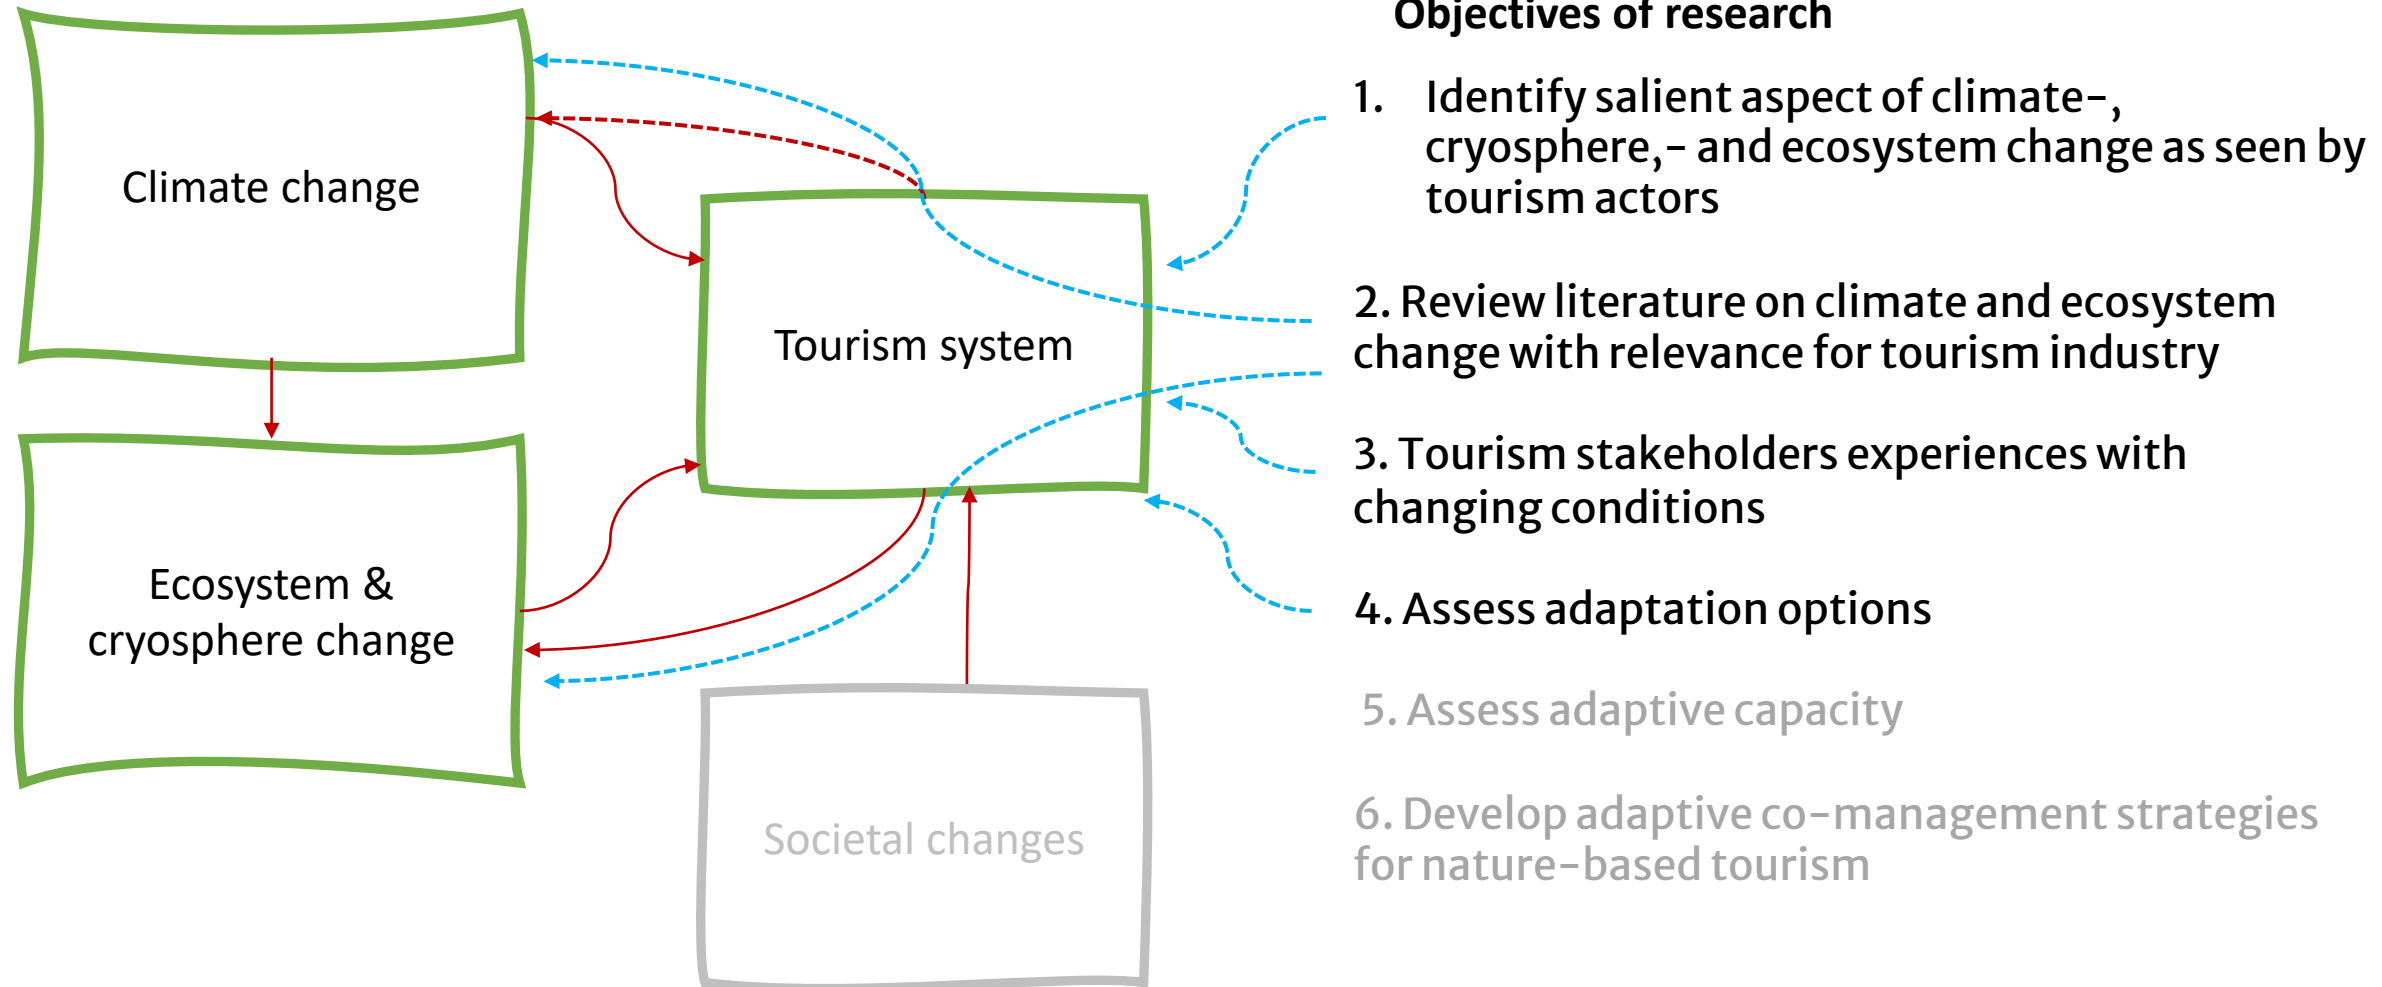 Objectives of research
Climate change
Tourism system
Ecosystem &
cryosphere change
Societal changes
1. Identify salient aspect of climate-,
cryosphere,- and ecosystem change as seen by
tourism actors
2. Review literature on climate and ecosystem
change with relevance for tourism industry
3. Tourism stakeholders experiences with
changing conditions
4. Assess adaptation options
5. Assess adaptive capacity
6. Develop adaptive co-management strategies
for nature-based tourism